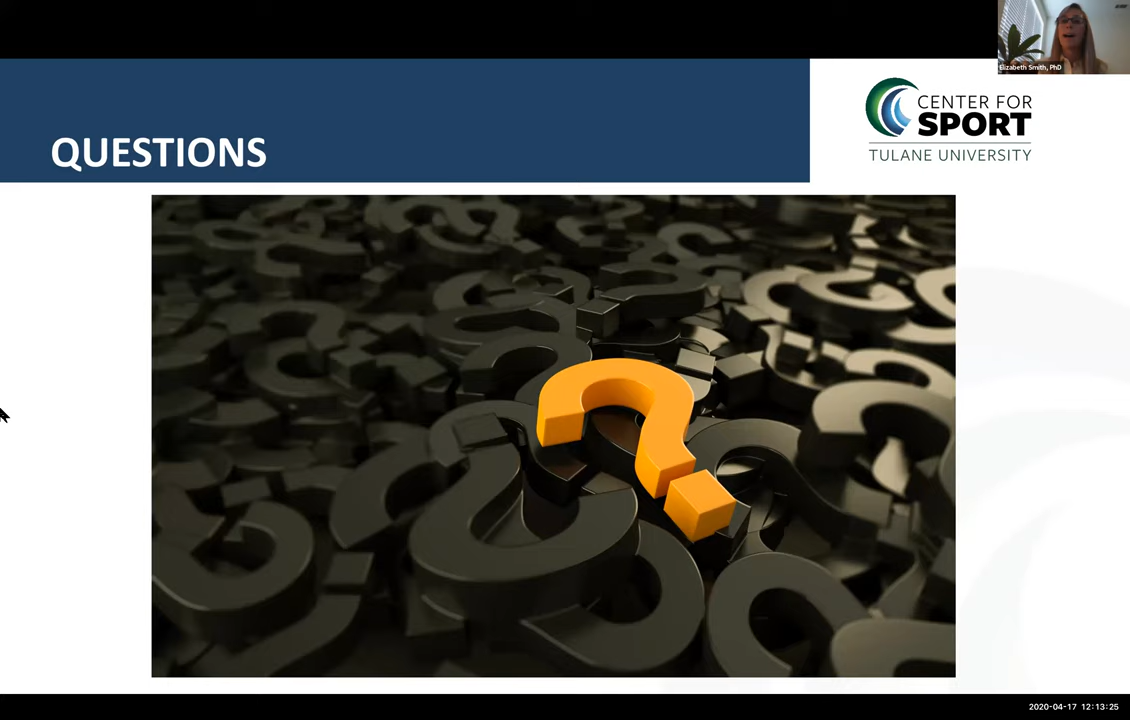 Elizabeth Smith, PhD
QUESTIONS
CENTER FOR
SPORT
TULANE UNIVERSITY
2020-04-17 12:13:25